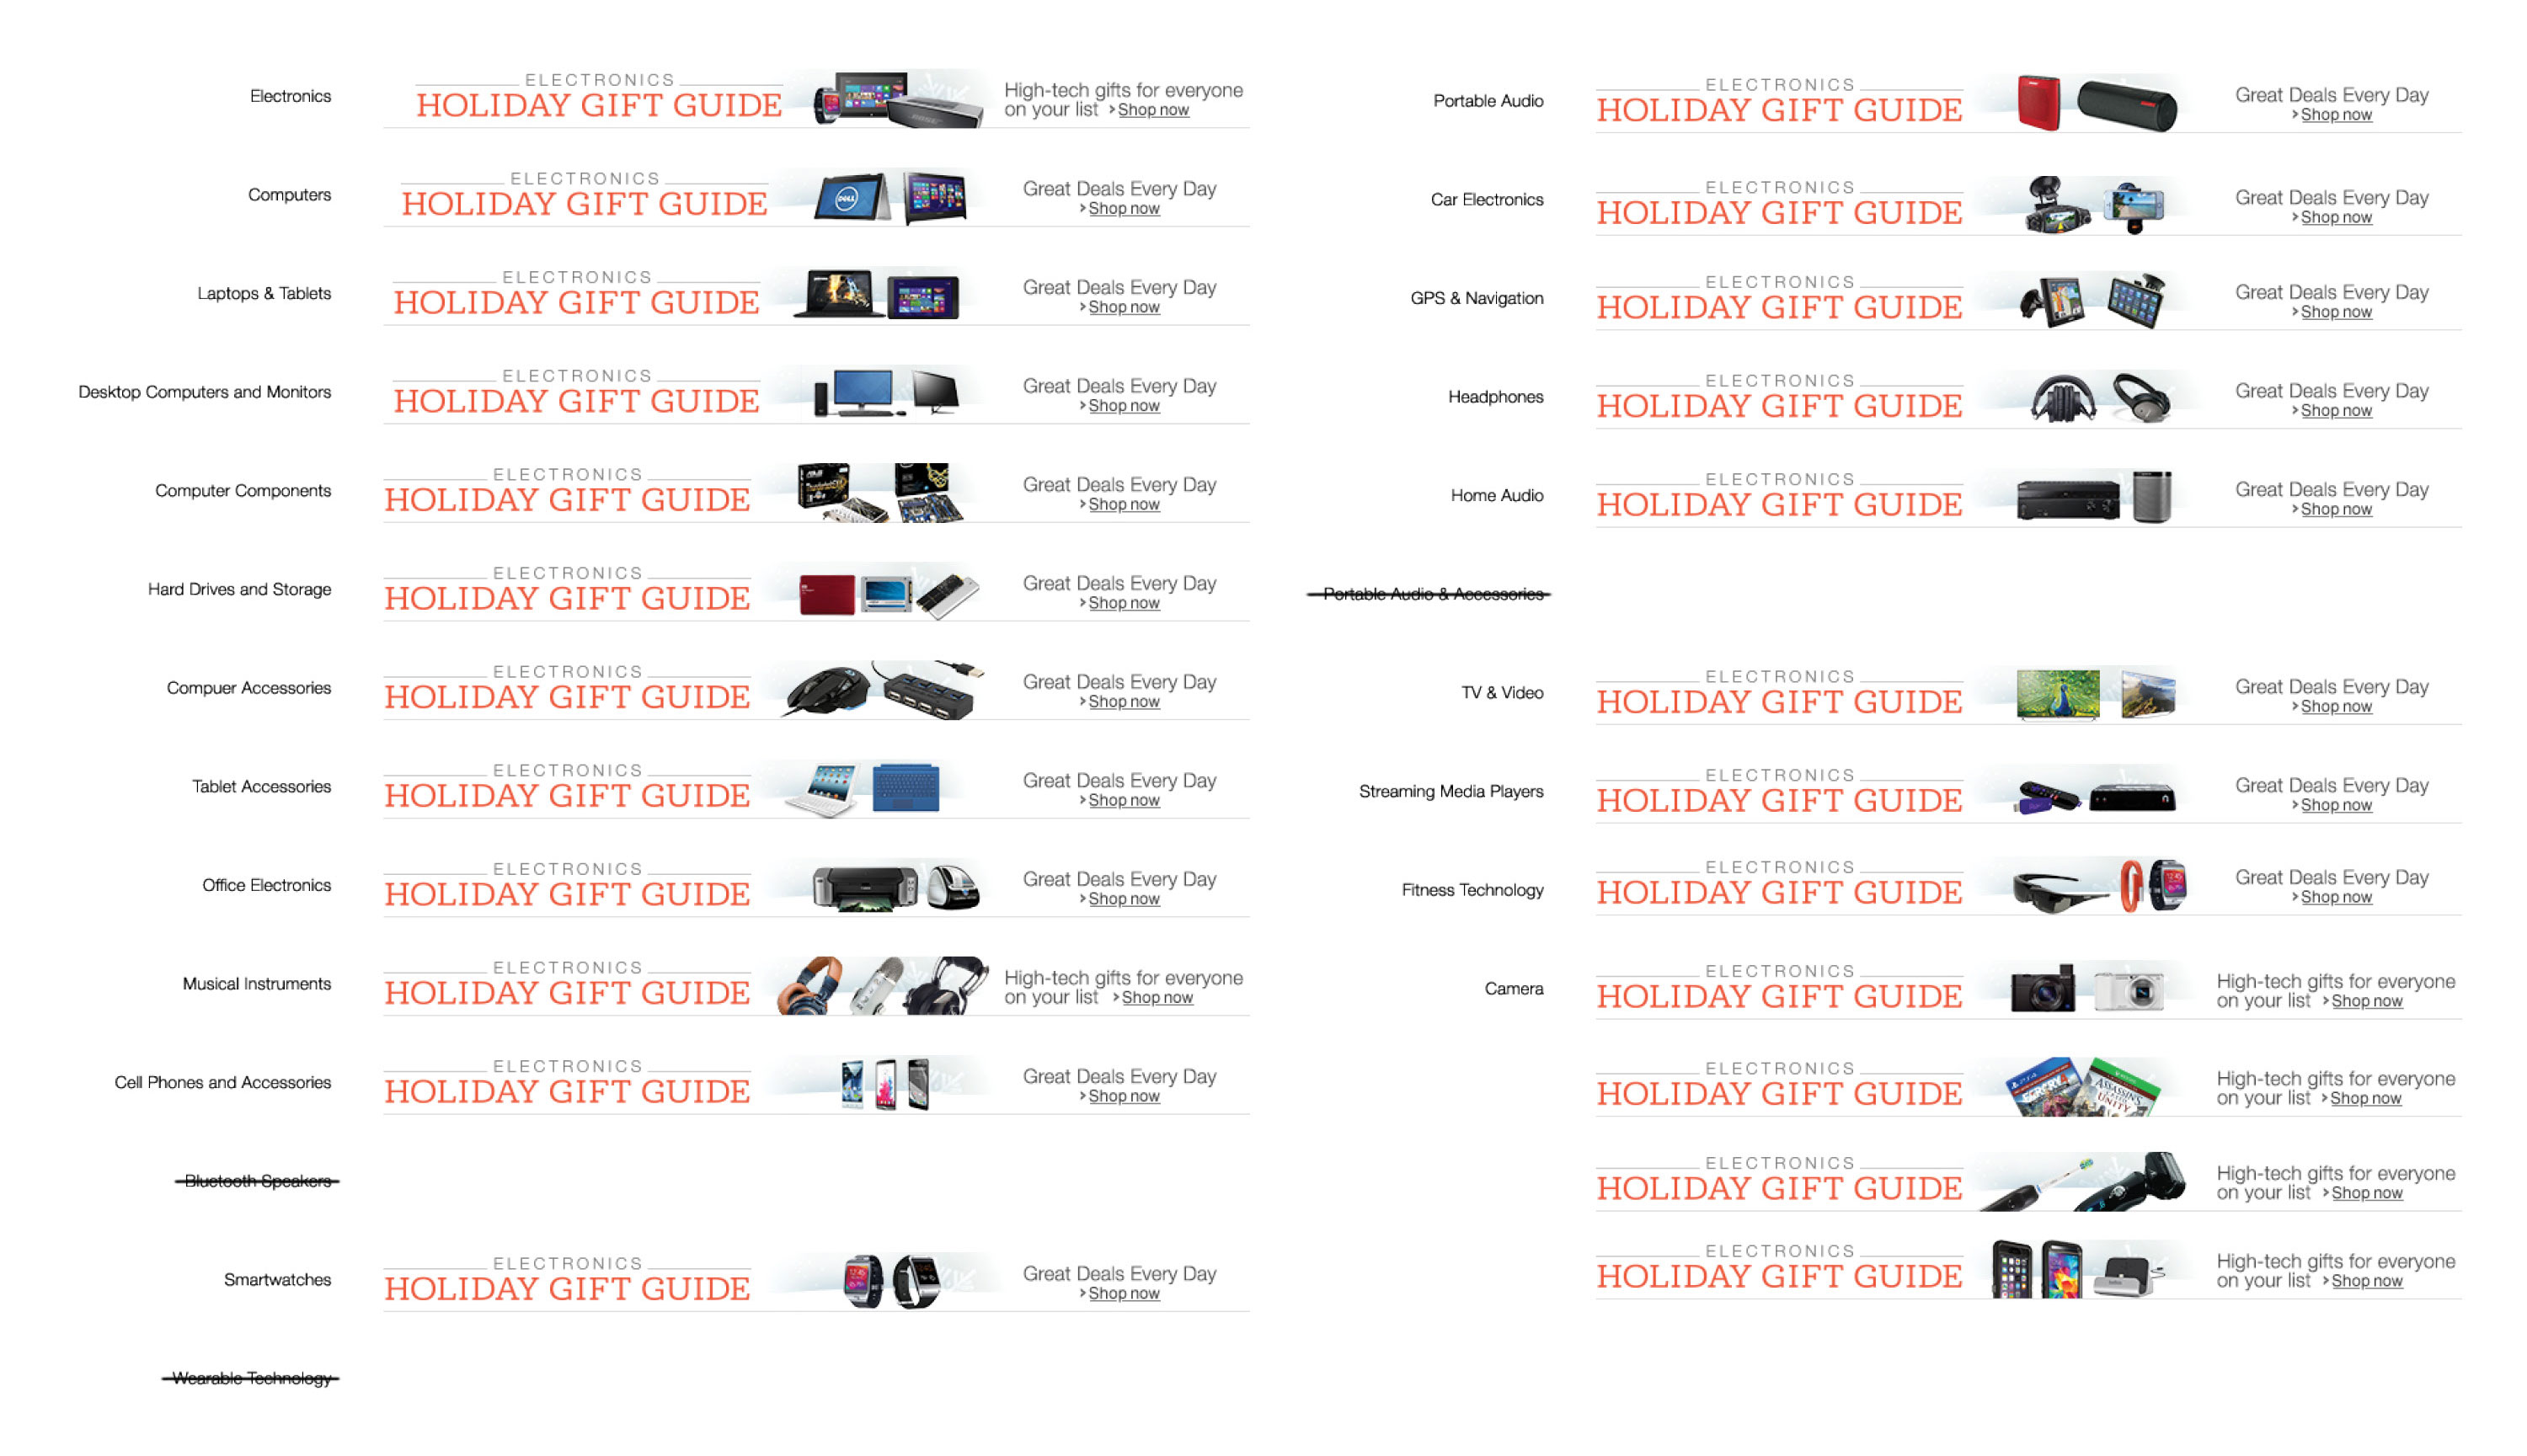 Electronics
ELECTRONICS
HOLIDAY GIFT GUIDE
BOSE
High-tech gifts for everyone
on your list › Shop now
Computers
ELECTRONICS
HOLIDAY GIFT GUIDE
DELL
Great Deals Every Day
› Shop now
Laptops & Tablets
ELECTRONICS
HOLIDAY GIFT GUIDE
Great Deals Every Day
› Shop now
Desktop Computers and Monitors
ELECTRONICS
HOLIDAY GIFT GUIDE
Great Deals Every Day
› Shop now
Computer Components
ELECTRONICS
HOLIDAY GIFT GUIDE
Great Deals Every Day
› Shop now
Hard Drives and Storage
ELECTRONICS
HOLIDAY GIFT GUIDE
Great Deals Every Day
› Shop now
Compuer Accessories
ELECTRONICS
HOLIDAY GIFT GUIDE
Great Deals Every Day
› Shop now
Tablet Accessories
ELECTRONICS
HOLIDAY GIFT GUIDE
Great Deals Every Day
› Shop now
Office Electronics
ELECTRONICS
HOLIDAY GIFT GUIDE
Great Deals Every Day
› Shop now
Musical Instruments
ELECTRONICS
HOLIDAY GIFT GUIDE
High-tech gifts for everyone
on your list › Shop now
Cell Phones and Accessories
ELECTRONICS
HOLIDAY GIFT GUIDE
Great Deals Every Day
› Shop now
Bluetooth Speakers
Smartwatches
ELECTRONICS
HOLIDAY GIFT GUIDE
Great Deals Every Day
› Shop now
Wearable Technology
Portable Audio
ELECTRONICS
HOLIDAY GIFT GUIDE
Great Deals Every Day
› Shop now
Car Electronics
ELECTRONICS
HOLIDAY GIFT GUIDE
Great Deals Every Day
› Shop now
GPS & Navigation
ELECTRONICS
HOLIDAY GIFT GUIDE
Great Deals Every Day
› Shop now
Headphones
ELECTRONICS
HOLIDAY GIFT GUIDE
Great Deals Every Day
› Shop now
Home Audio
ELECTRONICS
HOLIDAY GIFT GUIDE
Great Deals Every Day
› Shop now
Portable Audio & Accessories
TV & Video
ELECTRONICS
HOLIDAY GIFT GUIDE
Great Deals Every Day
› Shop now
Streaming Media Players
ELECTRONICS
HOLIDAY GIFT GUIDE
Great Deals Every Day
› Shop now
Fitness Technology
ELECTRONICS
HOLIDAY GIFT GUIDE
Great Deals Every Day
› Shop now
Camera
ELECTRONICS
HOLIDAY GIFT GUIDE
High-tech gifts for everyone
on your list › Shop now
ELECTRONICS
HOLIDAY GIFT GUIDE
PS4
FARCRY4
ASSASSIN'S
UNITY
High-tech gifts for everyone
on your list › Shop now
ELECTRONICS
HOLIDAY GIFT GUIDE
High-tech gifts for everyone
on your list › Shop now
ELECTRONICS
HOLIDAY GIFT GUIDE
High-tech gifts for everyone
on your list › Shop now